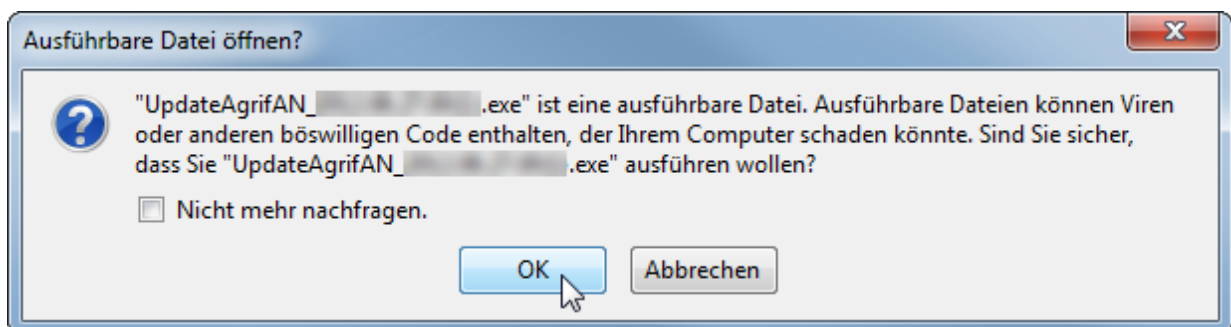 Ausführbare Datei öffnen?
"UpdateAgrifAN_ .exe" ist eine ausführbare Datei. Ausführbare Dateien können Viren
oder anderen böswilligen Code enthalten, der Ihrem Computer schaden könnte. Sind Sie sicher,
dass Sie "UpdateAgrifAN_ .exe" ausführen wollen?
Nicht mehr nachfragen.
OK
Abbrechen